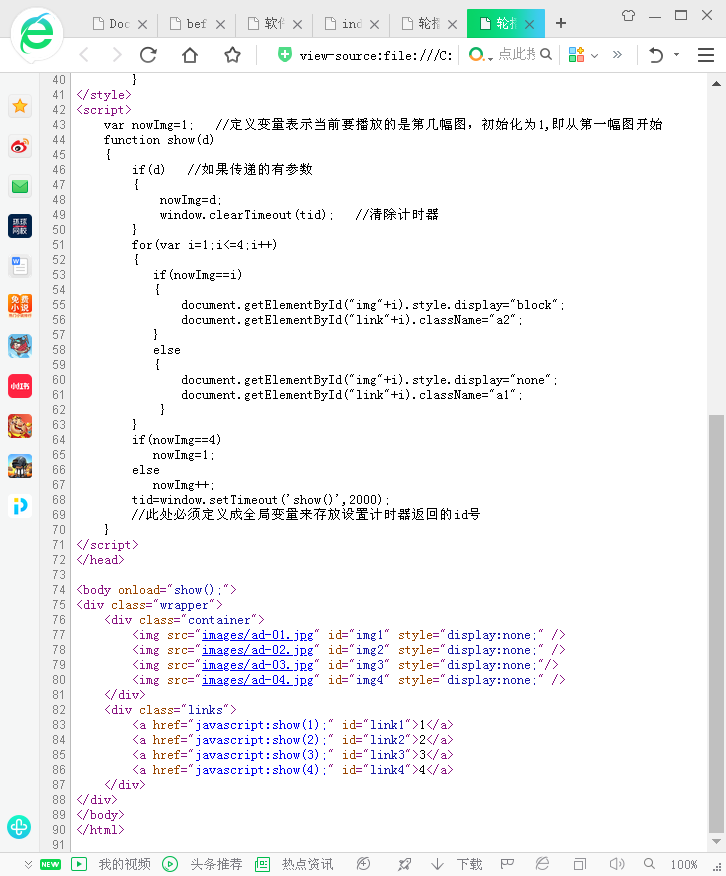 Doc
bef
软件
ind
轮播
轮播
view-source:file:///C:
点此搜
环球网校
免费小说
小红书
40 }
41 </style>
42 <script>
43 var nowImg=1; //定义变量表示当前要播放的是第几幅图，初始化为1,即从第一幅图开始
44 function show(d)
45 {
46 if(d) //如果传递的有参数
47 {
48 nowImg=d;
49 window.clearTimeout(tid); //清除计时器
50 }
51 for(var i=1;i<=4;i++)
52 {
53 if(nowImg==i)
54 {
55 document.getElementById("img"+i).style.display="block";
56 document.getElementById("link"+i).className="a2";
57 }
58 else
59 {
60 document.getElementById("img"+i).style.display="none";
61 document.getElementById("link"+i).className="a1";
62 }
63 }
64 if(nowImg==4)
65 nowImg=1;
66 else
67 nowImg++;
68 tid=window.setTimeout('show()',2000);
69 //此处必须定义成全局变量来存放设置计时器返回的id号
70 }
71 </script>
72 </head>
73
74 <body onload="show();">
75 <div class="wrapper">
76 <div class="container">
77 <img src="images/ad-01.jpg" id="img1" style="display:none;" />
78 <img src="images/ad-02.jpg" id="img2" style="display:none;" />
79 <img src="images/ad-03.jpg" id="img3" style="display:none;"/>
80 <img src="images/ad-04.jpg" id="img4" style="display:none;" />
81 </div>
82 <div class="links">
83 <a href="javascript:show(1);" id="link1">1</a>
84 <a href="javascript:show(2);" id="link2">2</a>
85 <a href="javascript:show(3);" id="link3">3</a>
86 <a href="javascript:show(4);" id="link4">4</a>
87 </div>
88 </div>
89 </body>
90 </html>
91
NEW 我的视频 头条推荐 热点资讯 下载 100%